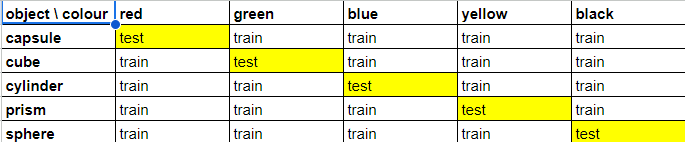 object \ colour red green blue yellow black
capsule test train train train train
cube train test train train train
cylinder train train test train train
prism train train train test train
sphere train train train train test